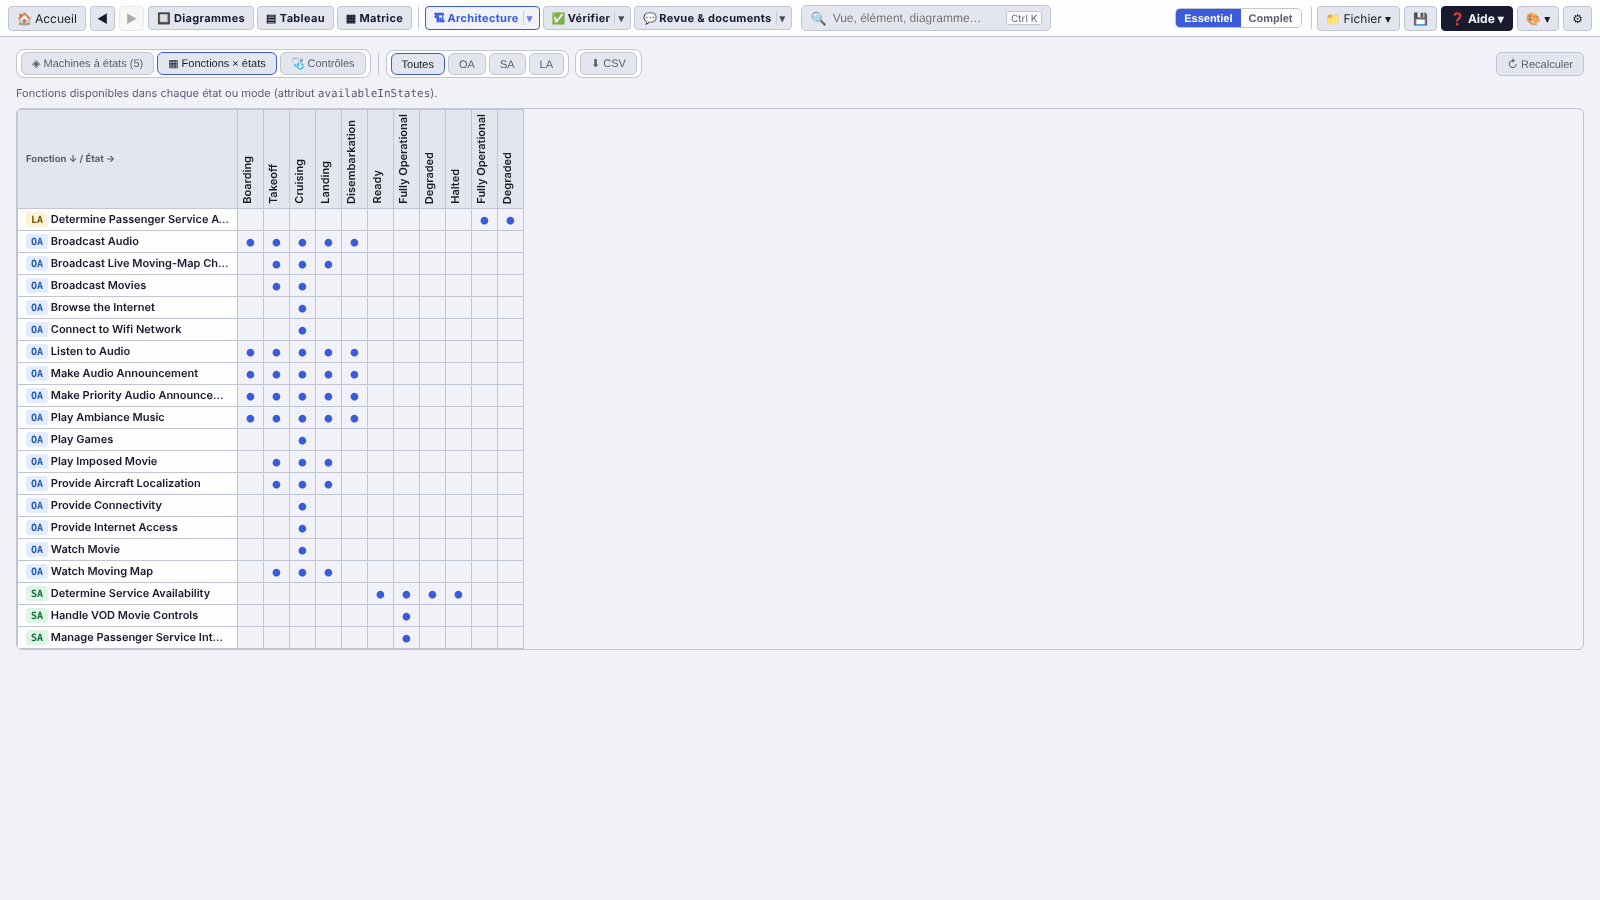 🏠 Accueil ◀ ▶ 🔲 Diagrammes ▤ Tableau ▦ Matrice 🏗 Architecture ▾ ✅ Vérifier ▾ 💬 Revue & documents ▾ 🔍 Vue, élément, diagramme… Ctrl K Essentiel Complet 📁 Fichier ▾ 💾 ❓ Aide ▾ 🎨 ▾ ⚙
◈ Machines à états (5) ▦ Fonctions × états 🩺 Contrôles Toutes OA SA LA ⬇ CSV ↻ Recalculer
Fonctions disponibles dans chaque état ou mode (attribut availableInStates).
Fonction ↓ / État →
Boarding
Takeoff
Cruising
Landing
Disembarkation
Ready
Fully Operational
Degraded
Halted
Fully Operational
Degraded
LA Determine Passenger Service A…
OA Broadcast Audio
OA Broadcast Live Moving-Map Ch…
OA Broadcast Movies
OA Browse the Internet
OA Connect to Wifi Network
OA Listen to Audio
OA Make Audio Announcement
OA Make Priority Audio Announce…
OA Play Ambiance Music
OA Play Games
OA Play Imposed Movie
OA Provide Aircraft Localization
OA Provide Connectivity
OA Provide Internet Access
OA Watch Movie
OA Watch Moving Map
SA Determine Service Availability
SA Handle VOD Movie Controls
SA Manage Passenger Service Int…